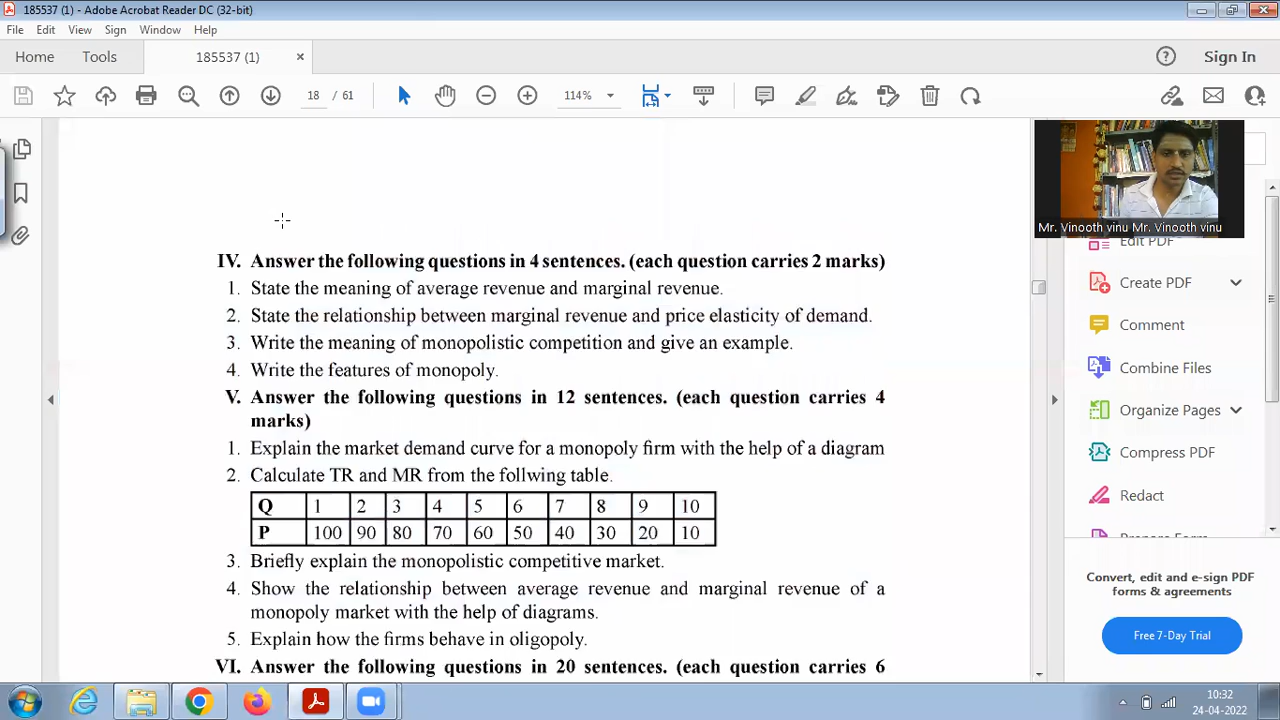 185537 (1) - Adobe Acrobat Reader DC (32-bit)
File Edit View Sign Window Help
Home Tools 185537 (1) × Sign In
18 / 61 114%
Mr. Vinooth vinu Mr. Vinooth vinu
IV. Answer the following questions in 4 sentences. (each question carries 2 marks)
1. State the meaning of average revenue and marginal revenue.
2. State the relationship between marginal revenue and price elasticity of demand.
3. Write the meaning of monopolistic competition and give an example.
4. Write the features of monopoly.
V. Answer the following questions in 12 sentences. (each question carries 4
marks)
1. Explain the market demand curve for a monopoly firm with the help of a diagram
2. Calculate TR and MR from the follwing table.
Q 1 2 3 4 5 6 7 8 9 10
P 100 90 80 70 60 50 40 30 20 10
3. Briefly explain the monopolistic competitive market.
4. Show the relationship between average revenue and marginal revenue of a
monopoly market with the help of diagrams.
5. Explain how the firms behave in oligopoly.
VI. Answer the following questions in 20 sentences. (each question carries 6
Edit PDF
Create PDF
Comment
Combine Files
Organize Pages
Compress PDF
Redact
Prepare Form
Convert, edit and e-sign PDF
forms & agreements
Free 7-Day Trial
10:32
24-04-2022